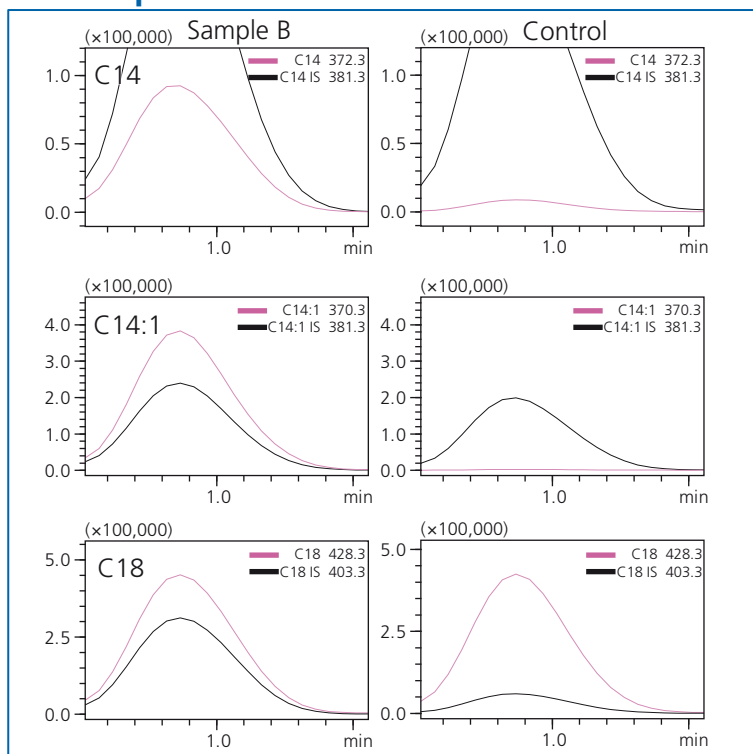 Sample B
Control
(×100,000)
C14
C14 372.3
C14 IS 381.3
1.0
0.5
0.0
1.0
min
(×100,000)
C14 372.3
C14 IS 381.3
1.0
0.5
0.0
1.0
min
(×100,000)
C14:1
C14:1 370.3
C14:1 IS 381.3
4.0
3.0
2.0
1.0
0.0
1.0
min
(×100,000)
C14:1 370.3
C14:1 IS 381.3
4.0
3.0
2.0
1.0
0.0
1.0
min
(×100,000)
C18
C18 428.3
C18 IS 403.3
5.0
2.5
0.0
1.0
min
(×100,000)
C18 428.3
C18 IS 403.3
5.0
2.5
0.0
1.0
min